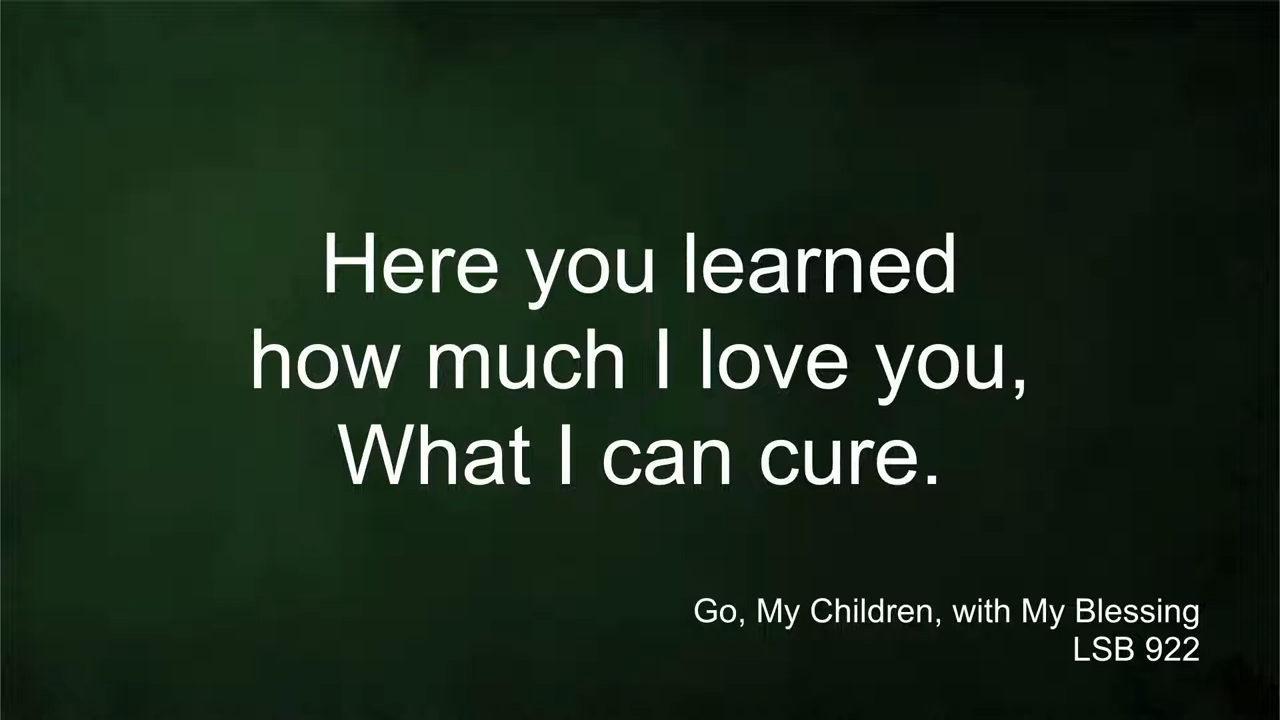 Here you learned
how much I love you,
What I can cure.
Go, My Children, with My Blessing
LSB 922